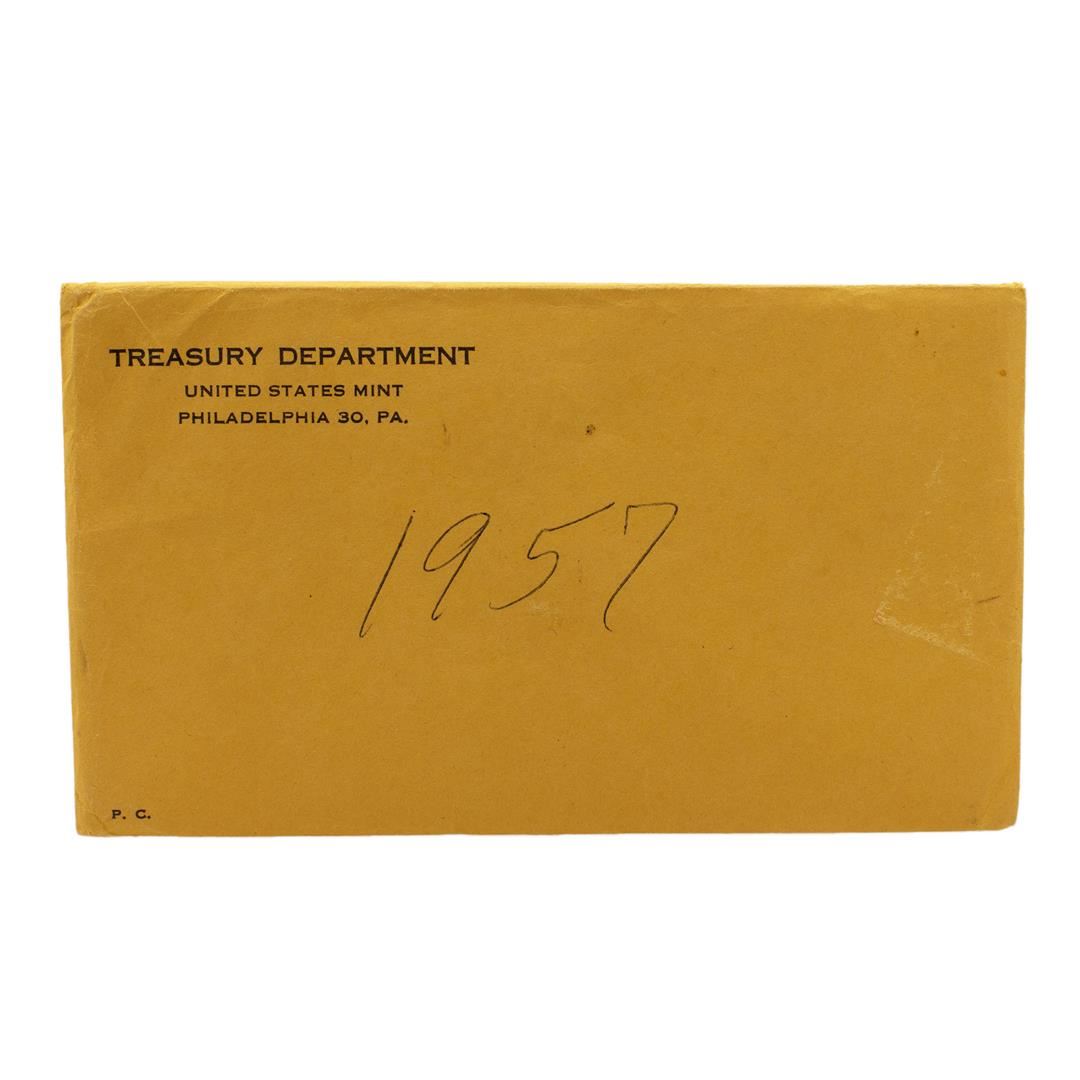 TREASURY DEPARTMENT
UNITED STATES MINT
PHILADELPHIA 30, PA.
1957
P. C.